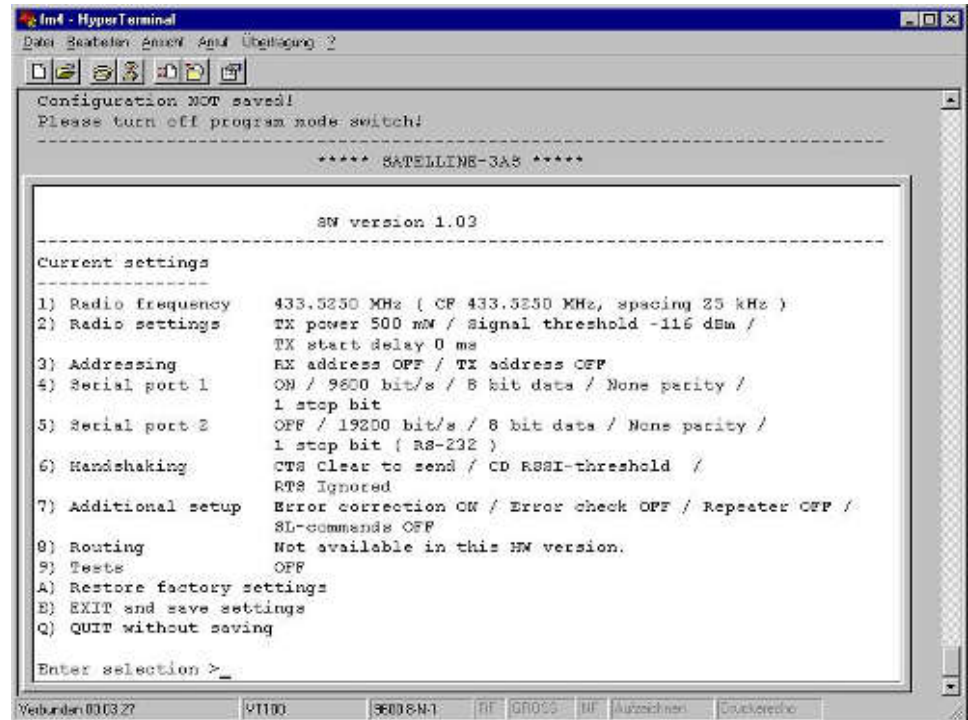 fm4 - HyperTerminal
Datei Bearbeiten Ansicht Anruf Übertragung ?
Configuration NOT saved!
Please turn off program mode switch!
--------------------------------------------------------------------------------
***** SATELLINE-3AS *****
SW version 1.03
--------------------------------------------------------------------------------
Current settings
----------------
1) Radio frequency 433.5250 MHz ( CF 433.5250 MHz, spacing 25 kHz )
2) Radio settings TX power 500 mW / Signal threshold -116 dBm /
TX start delay 0 ms
3) Addressing RX address OFF / TX address OFF
4) Serial port 1 ON / 9600 bit/s / 8 bit data / None parity /
1 stop bit
5) Serial port 2 OFF / 19200 bit/s / 8 bit data / None parity /
1 stop bit ( RS-232 )
6) Handshaking CTS Clear to send / CD RSSI-threshold /
RTS Ignored
7) Additional setup Error correction ON / Error check OFF / Repeater OFF /
SL-commands OFF
8) Routing Not available in this HW version.
9) Tests OFF
A) Restore factory settings
E) EXIT and save settings
Q) QUIT without saving
Enter selection >_
Verbunden 00:03:27 VT100 9600 8-N-1 RF GROSS NF Aufzeichnen Druckerecho